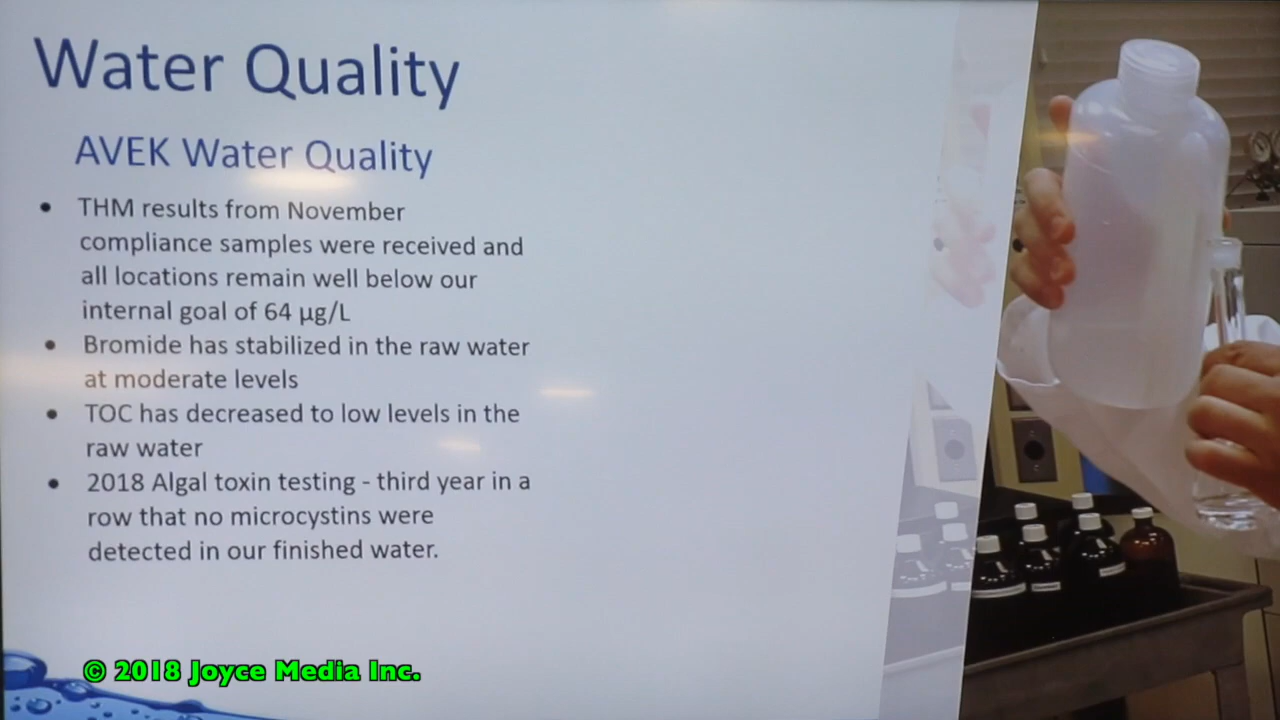 Water Quality
AVEK Water Quality
• THM results from November
compliance samples were received and
all locations remain well below our
internal goal of 64 µg/L
• Bromide has stabilized in the raw water
at moderate levels
• TOC has decreased to low levels in the
raw water
• 2018 Algal toxin testing - third year in a
row that no microcystins were
detected in our finished water.
© 2018 Joyce Media Inc.